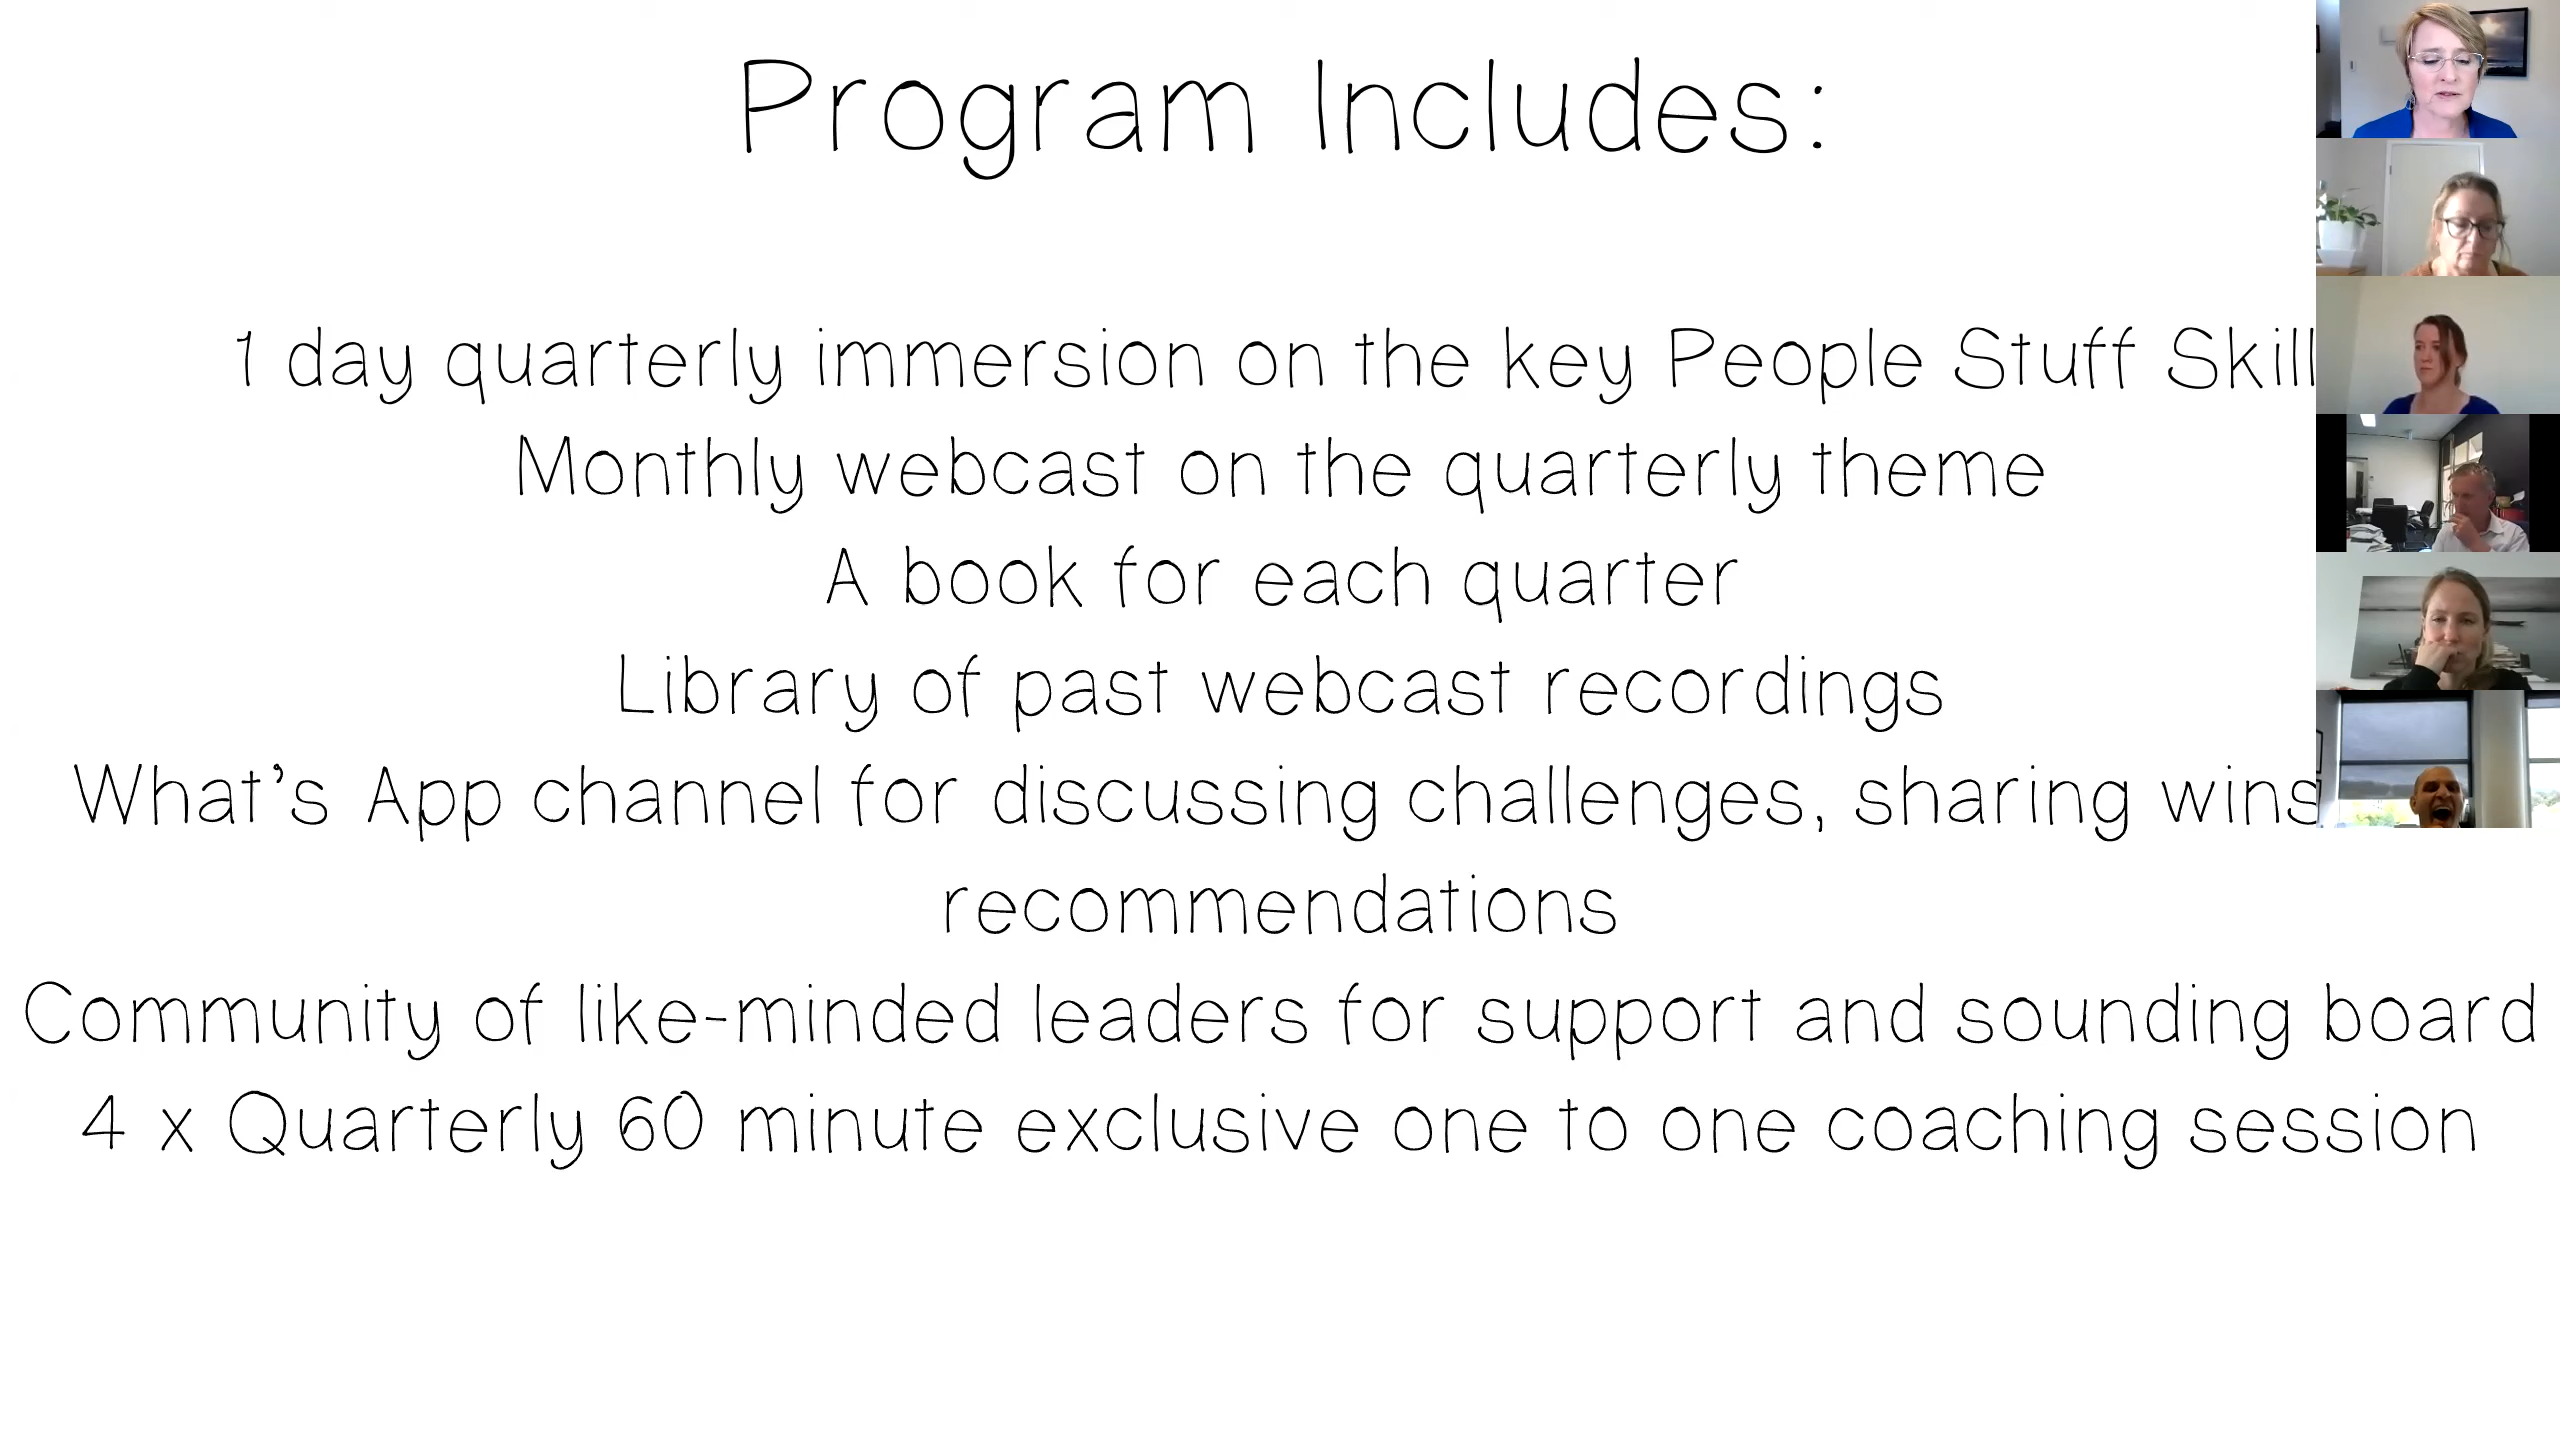 Program Includes:
1 day quarterly immersion on the key People Stuff Skill
Monthly webcast on the quarterly theme
A book for each quarter
Library of past webcast recordings
What's App channel for discussing challenges, sharing wins
recommendations
Community of like-minded leaders for support and sounding board
4 x Quarterly 60 minute exclusive one to one coaching session